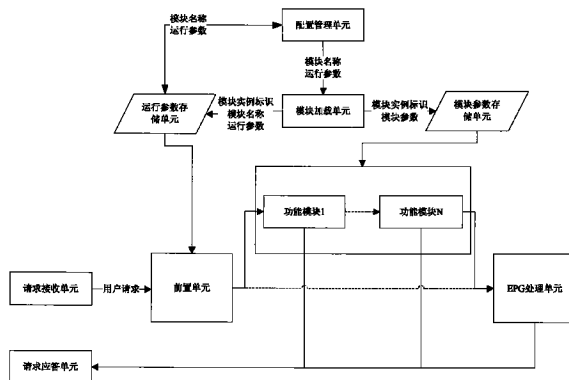 配置管理单元
模块名称
运行参数
模块名称
运行参数
运行参数存
储单元
模块实例标识
模块名称
运行参数
模块加载单元
模块实例标识
模块参数
模块参数存
储单元
功能模块1
功能模块N
请求接收单元
用户请求
前置单元
EPG处理单元
请求应答单元